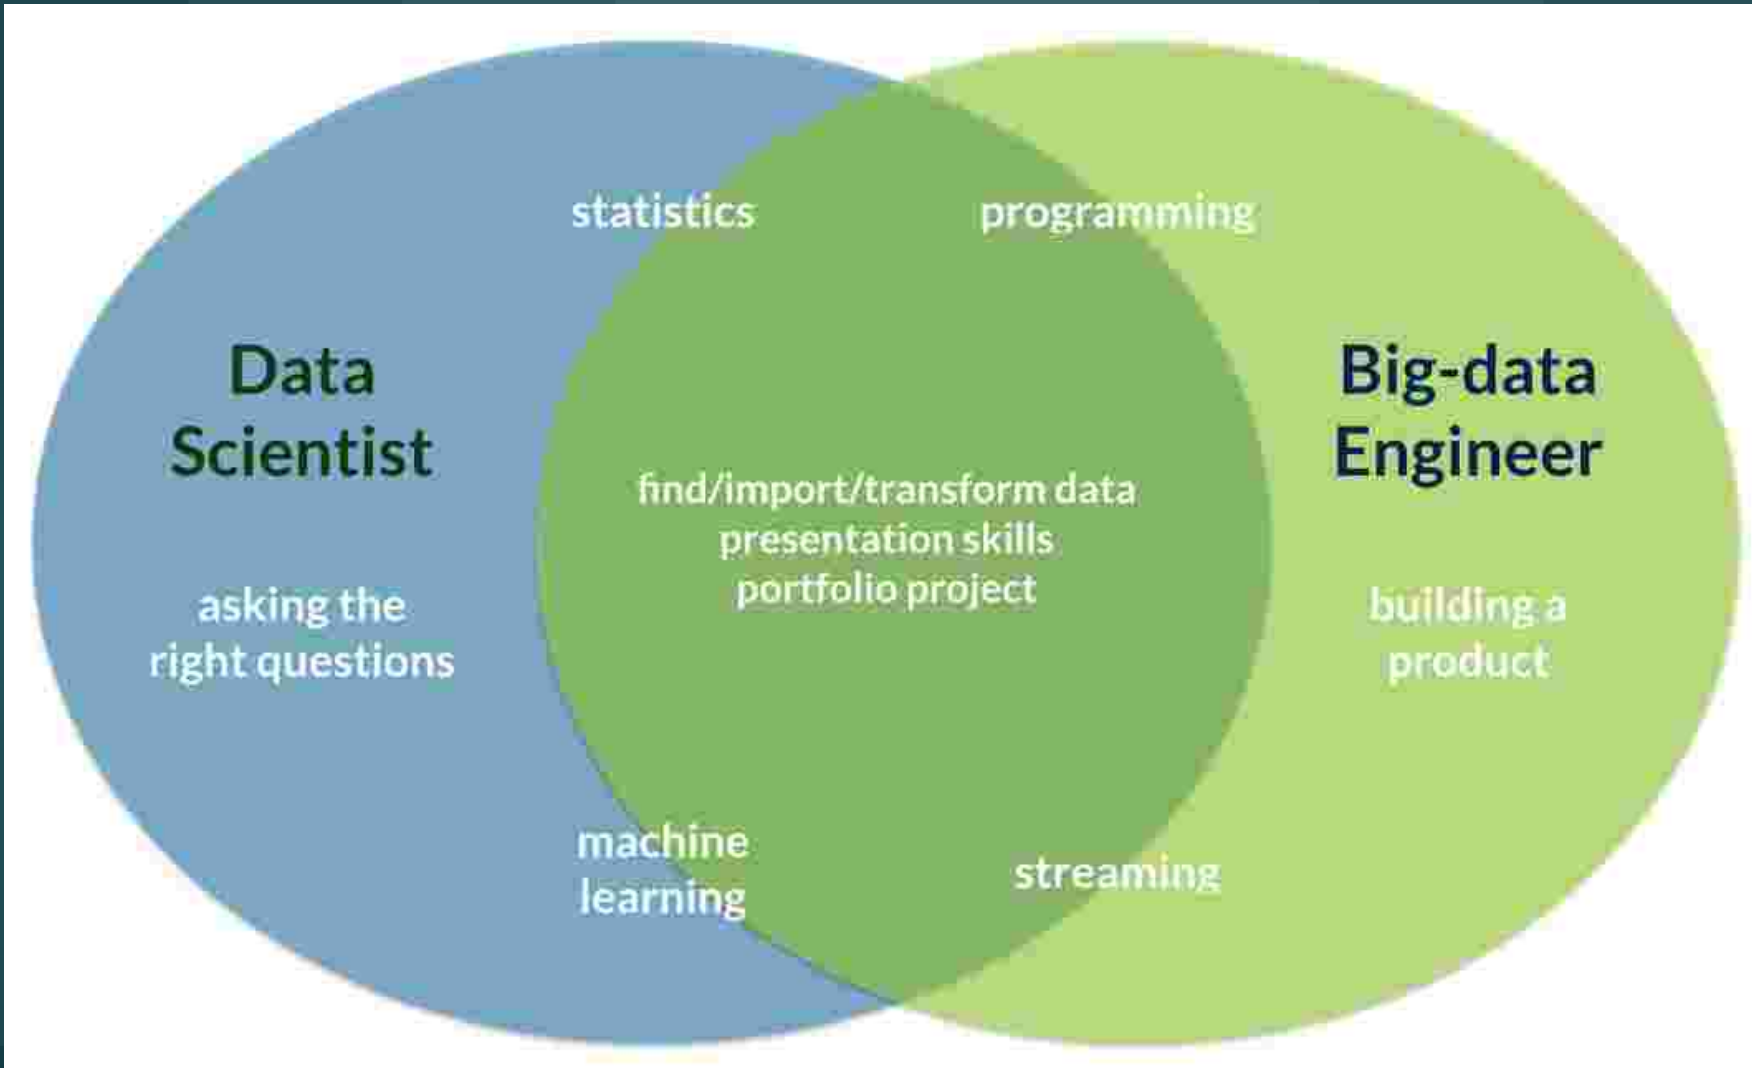 statistics
programming
Data
Scientist
Big-data
Engineer
find/import/transform data
presentation skills
portfolio project
asking the
right questions
building a
product
machine
learning
streaming